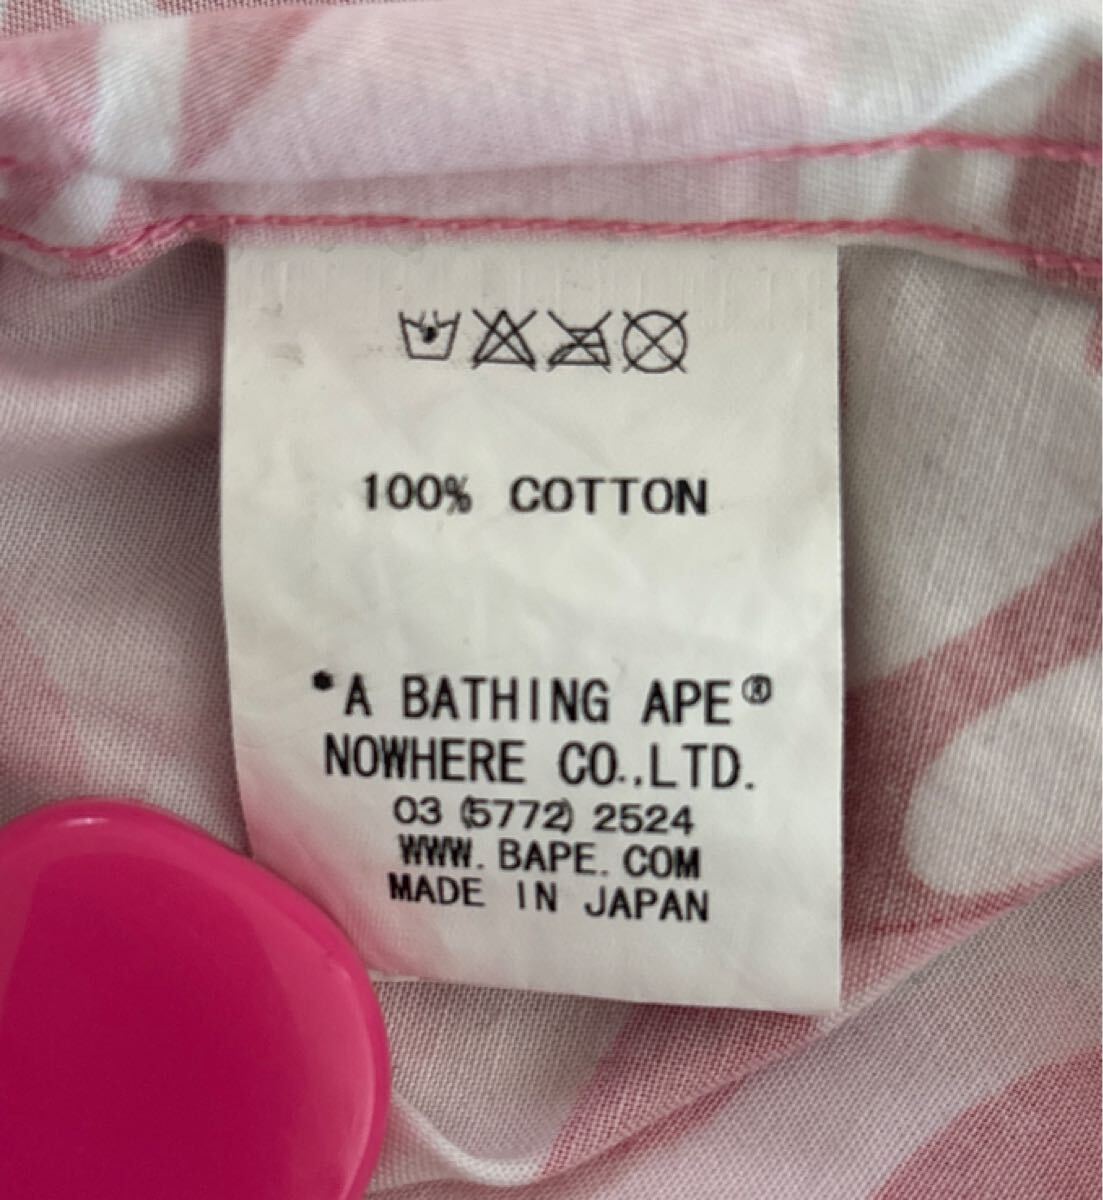 100% COTTON
*A BATHING APE®
NOWHERE CO.,LTD.
03 (5772) 2524
WWW. BAPE. COM
MADE IN JAPAN